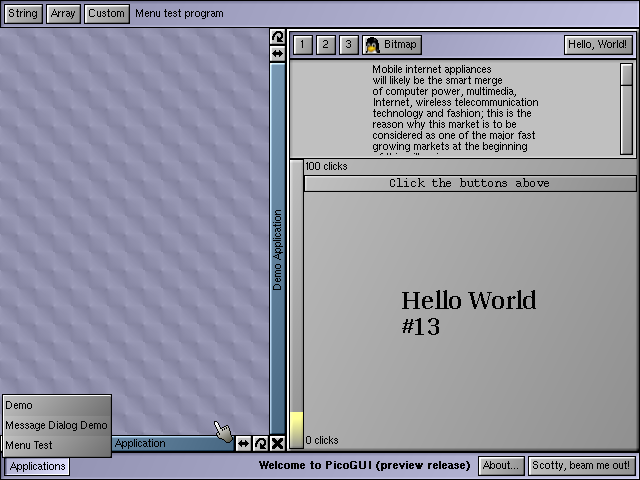 String Array Custom Menu test program
1 2 3 Bitmap Hello, World!
Mobile internet appliances
will likely be the smart merge
of computer power, multimedia,
Internet, wireless telecommunication
technology and fashion; this is the
reason why this market is to be
considered as one of the major fast
growing markets at the beginning
100 clicks
Click the buttons above
Demo Application
Hello World
#13
0 clicks
Demo
Message Dialog Demo
Menu Test
Application
Applications
Welcome to PicoGUI (preview release) About... Scotty, beam me out!